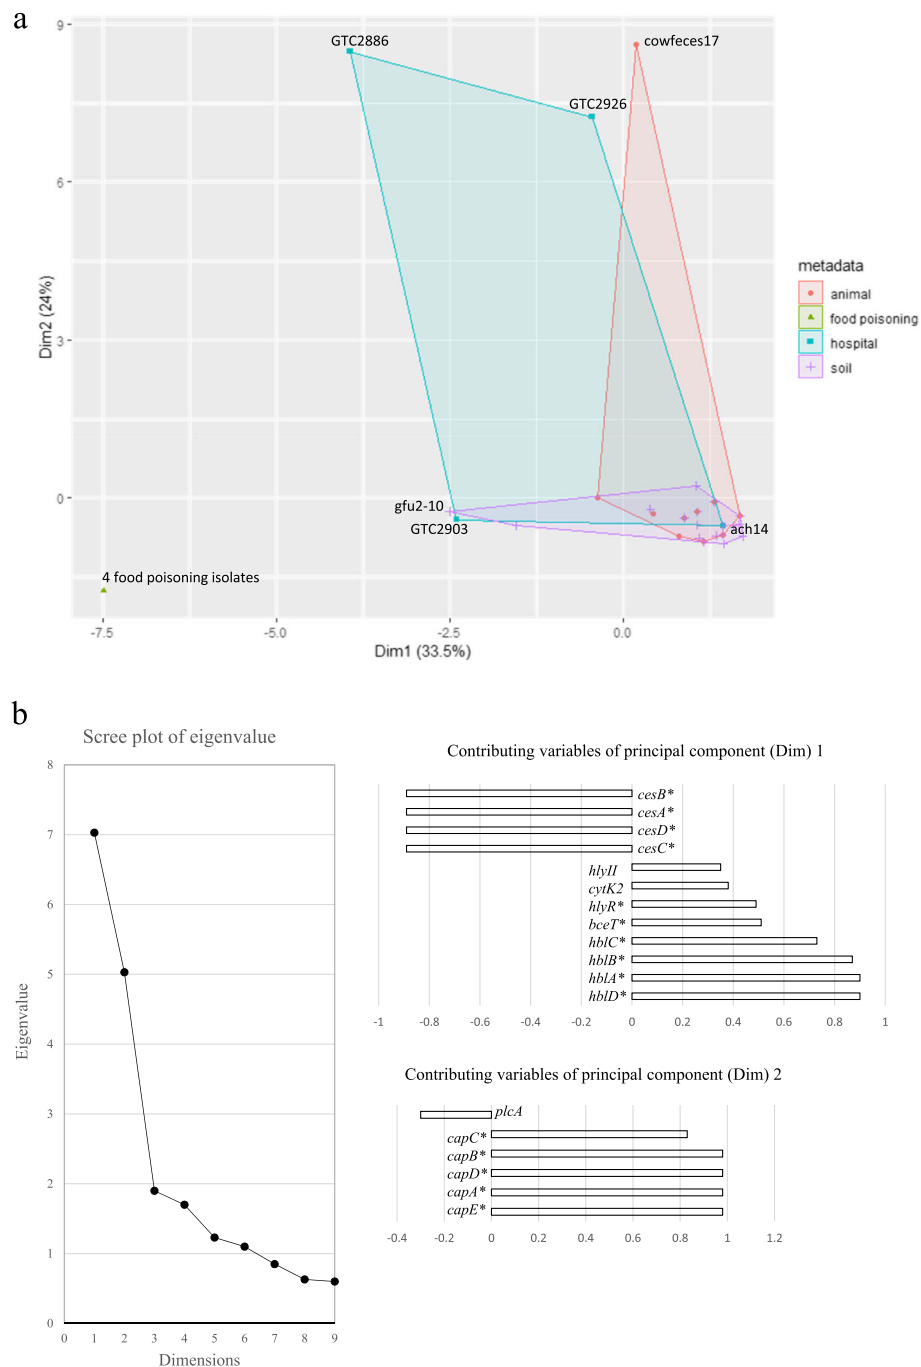 a
9
6
3
0
Dim2 (24%)
GTC2886
cowfeces17
GTC2926
gfu2-10
GTC2903
ach14
4 food poisoning isolates
-7.5 -5.0 -2.5 0.0
Dim1 (33.5%)
metadata
animal
food poisoning
hospital
soil
b
Scree plot of eigenvalue
8
7
6
5
4
3
2
1
0
Eigenvalue
0 1 2 3 4 5 6 7 8 9
Dimensions
Contributing variables of principal component (Dim) 1
cesB*
cesA*
cesD*
cesC*
hlyII
cytK2
hlyR*
bceT*
hblC*
hblB*
hblA*
hblD*
-1 -0.8 -0.6 -0.4 -0.2 0 0.2 0.4 0.6 0.8 1
Contributing variables of principal component (Dim) 2
plcA
capC*
capB*
capD*
capA*
capE*
-0.4 -0.2 0 0.2 0.4 0.6 0.8 1 1.2